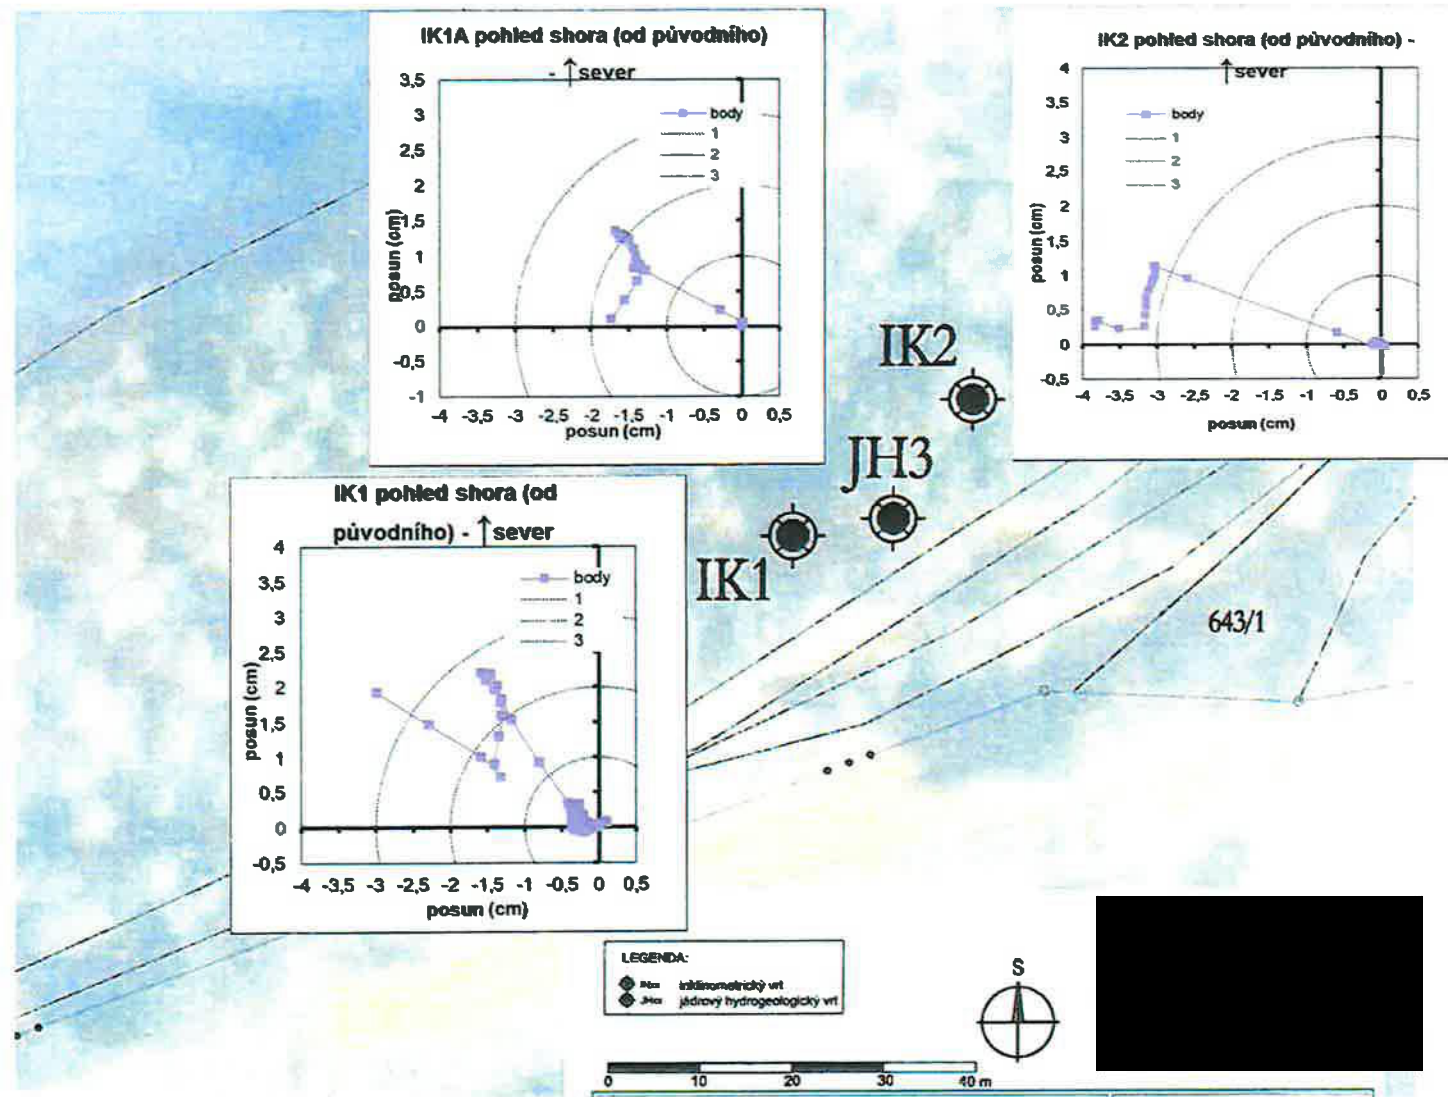 IK1A pohled shora (od původního)
- ↑ sever
3,5
3
2,5
2
1,5
1
0,5
0
-0,5
-1
posun (cm)
body
1
2
3
-4 -3,5 -3 -2,5 -2 -1,5 -1 -0,5 0 0,5
posun (cm)
IK2 pohled shora (od původního) -
↑ sever
4
3,5
3
2,5
2
1,5
1
0,5
0
-0,5
posun (cm)
body
1
2
3
-4 -3,5 -3 -2,5 -2 -1,5 -1 -0,5 0 0,5
posun (cm)
IK2
JH3
IK1
643/1
IK1 pohled shora (od
původního) - ↑ sever
4
3,5
3
2,5
2
1,5
1
0,5
0
-0,5
posun (cm)
body
1
2
3
-4 -3,5 -3 -2,5 -2 -1,5 -1 -0,5 0 0,5
posun (cm)
LEGENDA:
inklinometrický vrt
jádrový hydrogeologický vrt
S
0 10 20 30 40 m